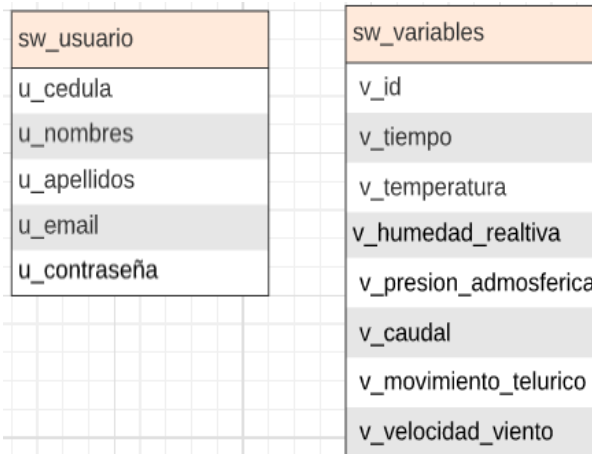 sw_usuario
u_cedula
u_nombres
u_apellidos
u_email
u_contraseña
sw_variables
v_id
v_tiempo
v_temperatura
v_humedad_realtiva
v_presion_admosferica
v_caudal
v_movimiento_telurico
v_velocidad_viento